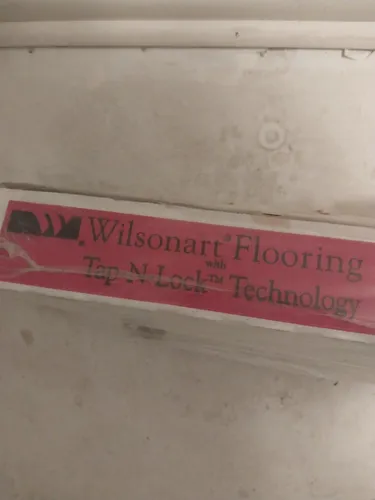 Wilsonart® Flooring
with
Tap-N-Lock™ Technology